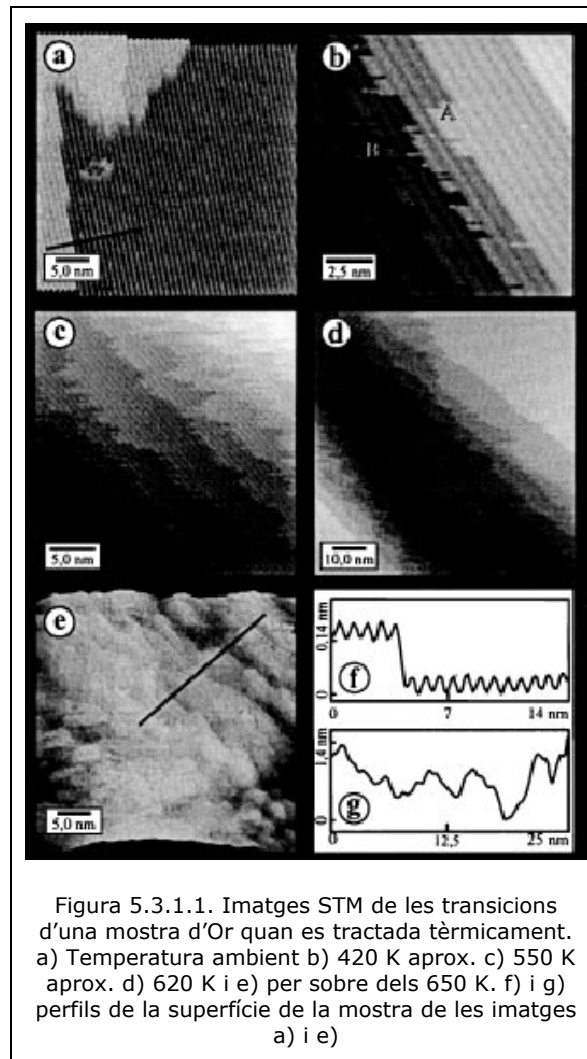 a
b
A
B
5,0 nm
2,5 nm
c
d
5,0 nm
10,0 nm
e
5,0 nm
0,14 nm
0
f
0
7
14 nm
1,4 nm
0
g
0
12,5
25 nm
Figura 5.3.1.1. Imatges STM de les transicions
d’una mostra d’Or quan es tractada tèrmicament.
a) Temperatura ambient b) 420 K aprox. c) 550 K
aprox. d) 620 K i e) per sobre dels 650 K. f) i g)
perfils de la superfície de la mostra de les imatges
a) i e)